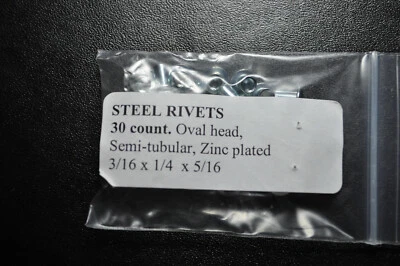 STEEL RIVETS
30 count. Oval head,
Semi-tubular, Zinc plated
3/16 x 1/4 x 5/16